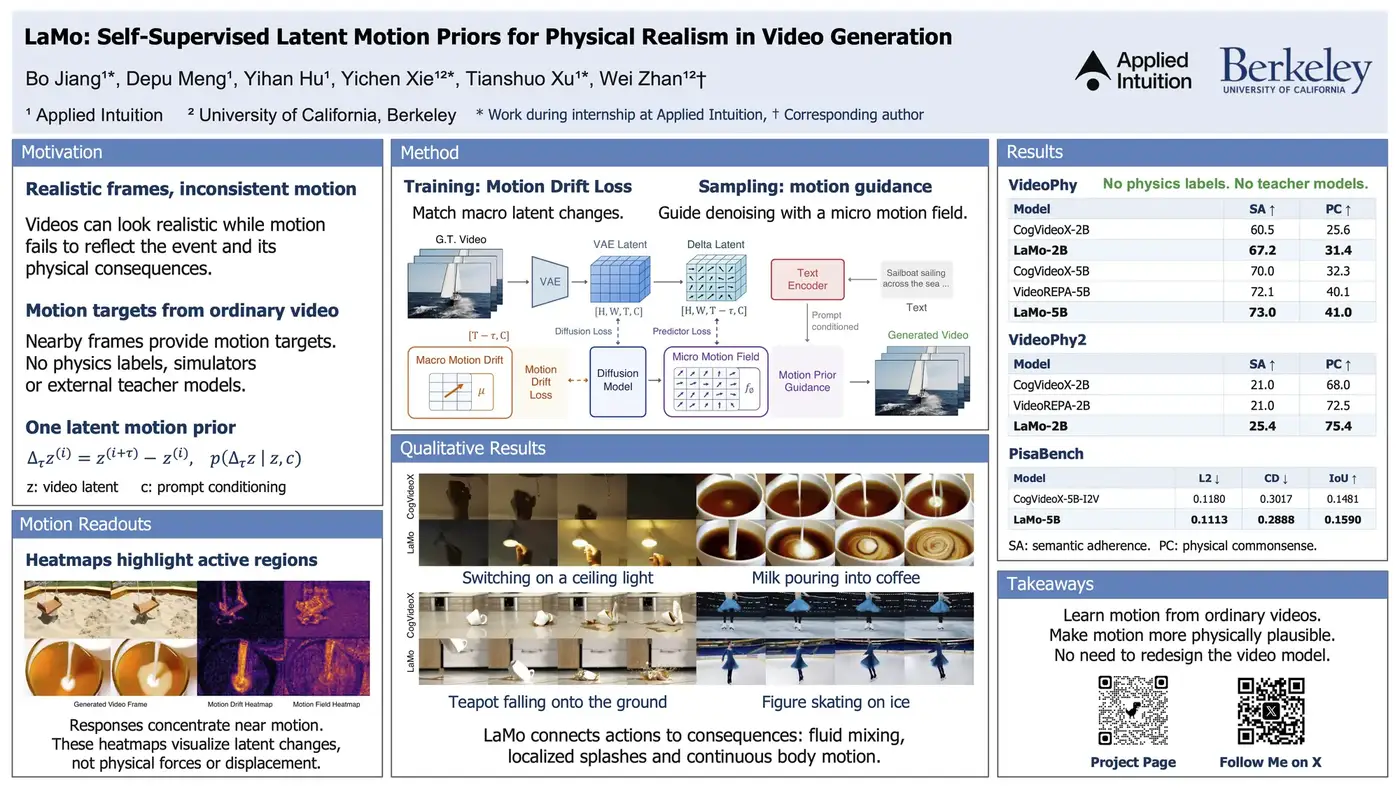 LaMo: Self-Supervised Latent Motion Priors for Physical Realism in Video Generation
Bo Jiang¹*, Depu Meng¹, Yihan Hu¹, Yichen Xie¹²*, Tianshuo Xu¹*, Wei Zhan¹²†
¹ Applied Intuition ² University of California, Berkeley * Work during internship at Applied Intuition, † Corresponding author
Applied
Intuition
Berkeley
UNIVERSITY OF CALIFORNIA
Motivation
Realistic frames, inconsistent motion
Videos can look realistic while motion
fails to reflect the event and its
physical consequences.
Motion targets from ordinary video
Nearby frames provide motion targets.
No physics labels, simulators
or external teacher models.
One latent motion prior
Δτz⁽ⁱ⁾ = z⁽ⁱ⁺τ⁾ − z⁽ⁱ⁾, p(Δτz | z, c)
z: video latent c: prompt conditioning
Motion Readouts
Heatmaps highlight active regions
Generated Video Frame Motion Drift Heatmap Motion Field Heatmap
Responses concentrate near motion.
These heatmaps visualize latent changes,
not physical forces or displacement.
Method
Training: Motion Drift Loss
Match macro latent changes.
Sampling: motion guidance
Guide denoising with a micro motion field.
G.T. Video
VAE
VAE Latent
[H, W, T, C]
Delta Latent
[H, W, T − τ, C]
Text
Encoder
Sailboat sailing
across the sea ...
Text
[T − τ, C]
Diffusion Loss
Predictor Loss
Prompt
conditioned
Generated Video
Macro Motion Drift
μ
Motion
Drift
Loss
Diffusion
Model
Micro Motion Field
fø
Motion Prior
Guidance
Qualitative Results
CogVideoX
LaMo
Switching on a ceiling light
Milk pouring into coffee
CogVideoX
LaMo
Teapot falling onto the ground
Figure skating on ice
LaMo connects actions to consequences: fluid mixing,
localized splashes and continuous body motion.
Results
VideoPhy No physics labels. No teacher models.
Model SA ↑ PC ↑
CogVideoX-2B 60.5 25.6
LaMo-2B 67.2 31.4
CogVideoX-5B 70.0 32.3
VideoREPA-5B 72.1 40.1
LaMo-5B 73.0 41.0
VideoPhy2
Model SA ↑ PC ↑
CogVideoX-2B 21.0 68.0
VideoREPA-2B 21.0 72.5
LaMo-2B 25.4 75.4
PisaBench
Model L2 ↓ CD ↓ IoU ↑
CogVideoX-5B-I2V 0.1180 0.3017 0.1481
LaMo-5B 0.1113 0.2888 0.1590
SA: semantic adherence. PC: physical commonsense.
Takeaways
Learn motion from ordinary videos.
Make motion more physically plausible.
No need to redesign the video model.
Project Page
Follow Me on X